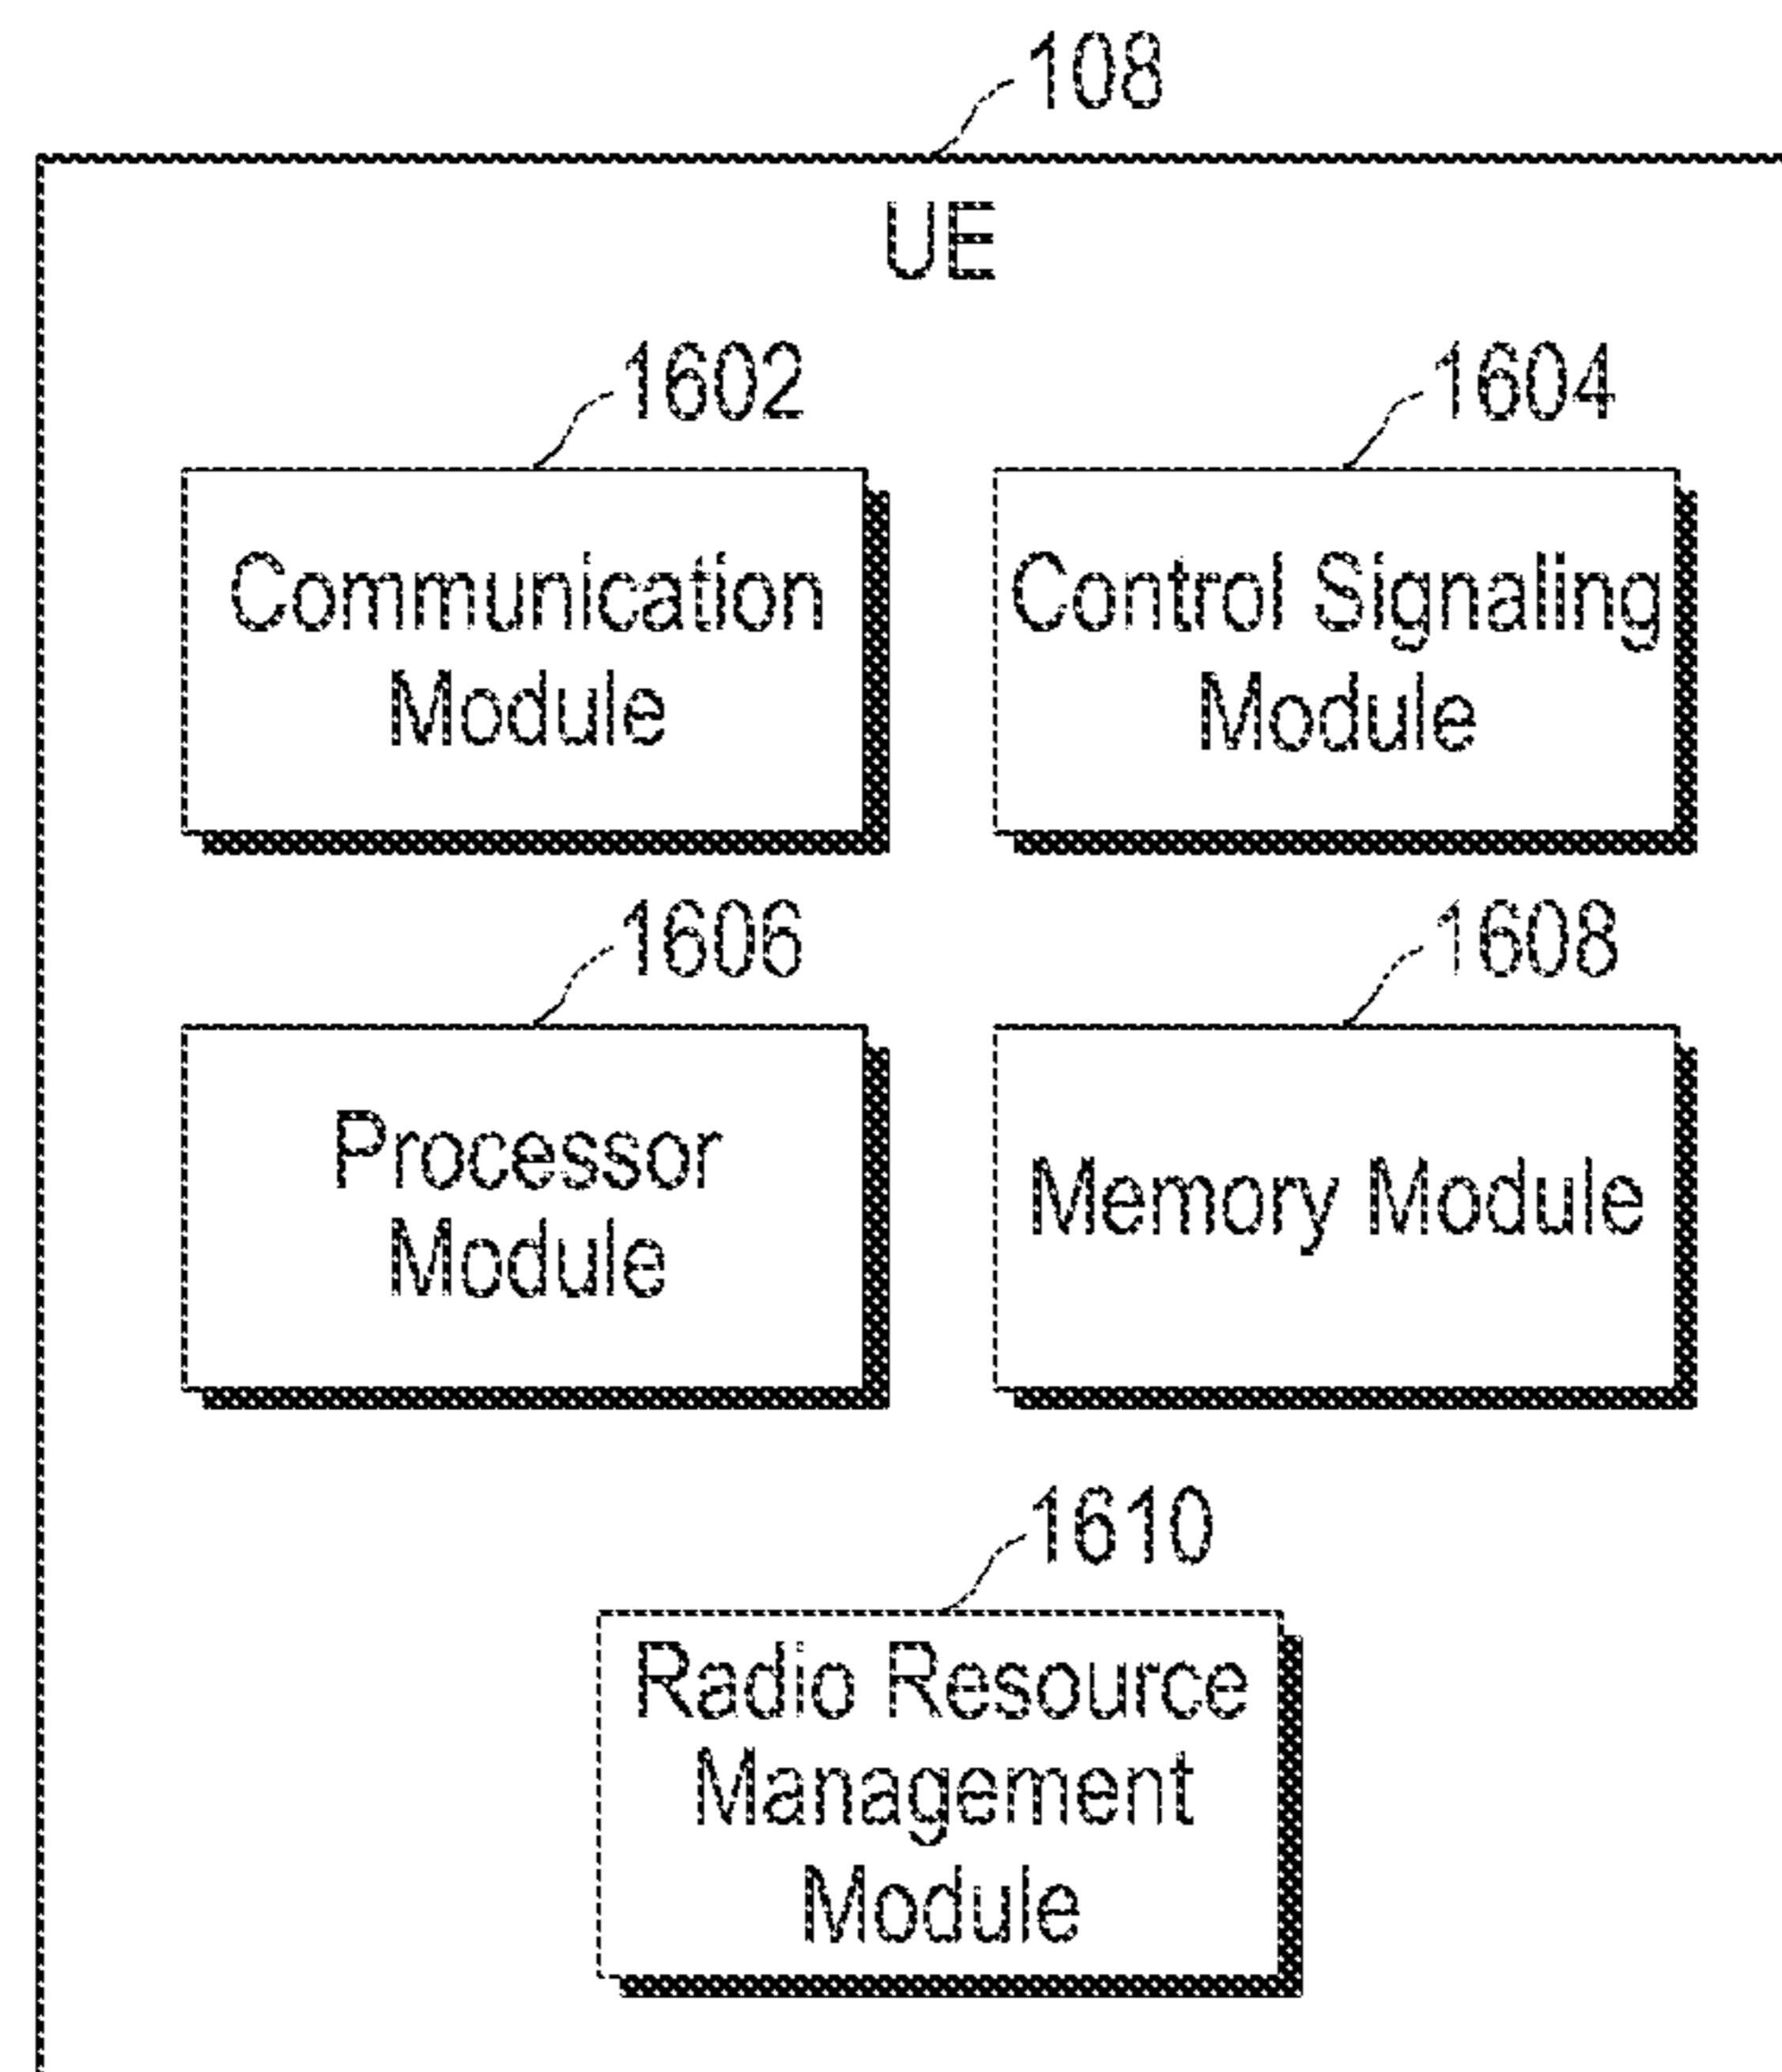 108
UE
1602
1604
Communication
Module
Control Signaling
Module
1606
1608
Processor
Module
Memory Module
1610
Radio Resource
Management
Module